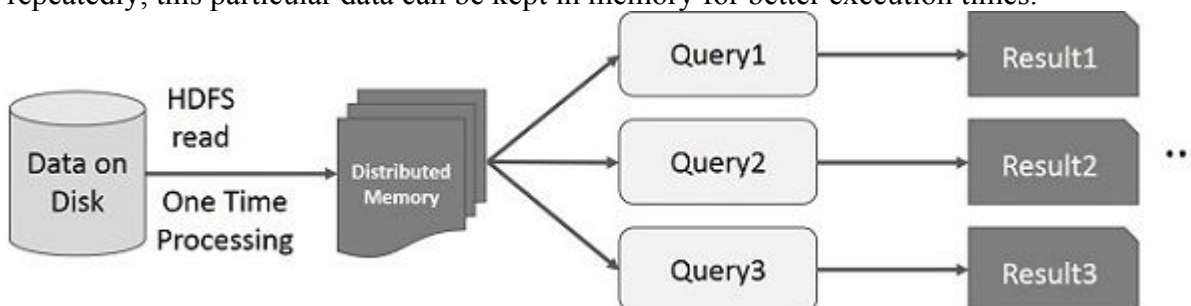 repeatedly, this particular data can be kept in memory for better execution times.
Query1
Result1
HDFS
read
Data on
Disk
Distributed
Memory
Query2
Result2
..
One Time
Processing
Query3
Result3